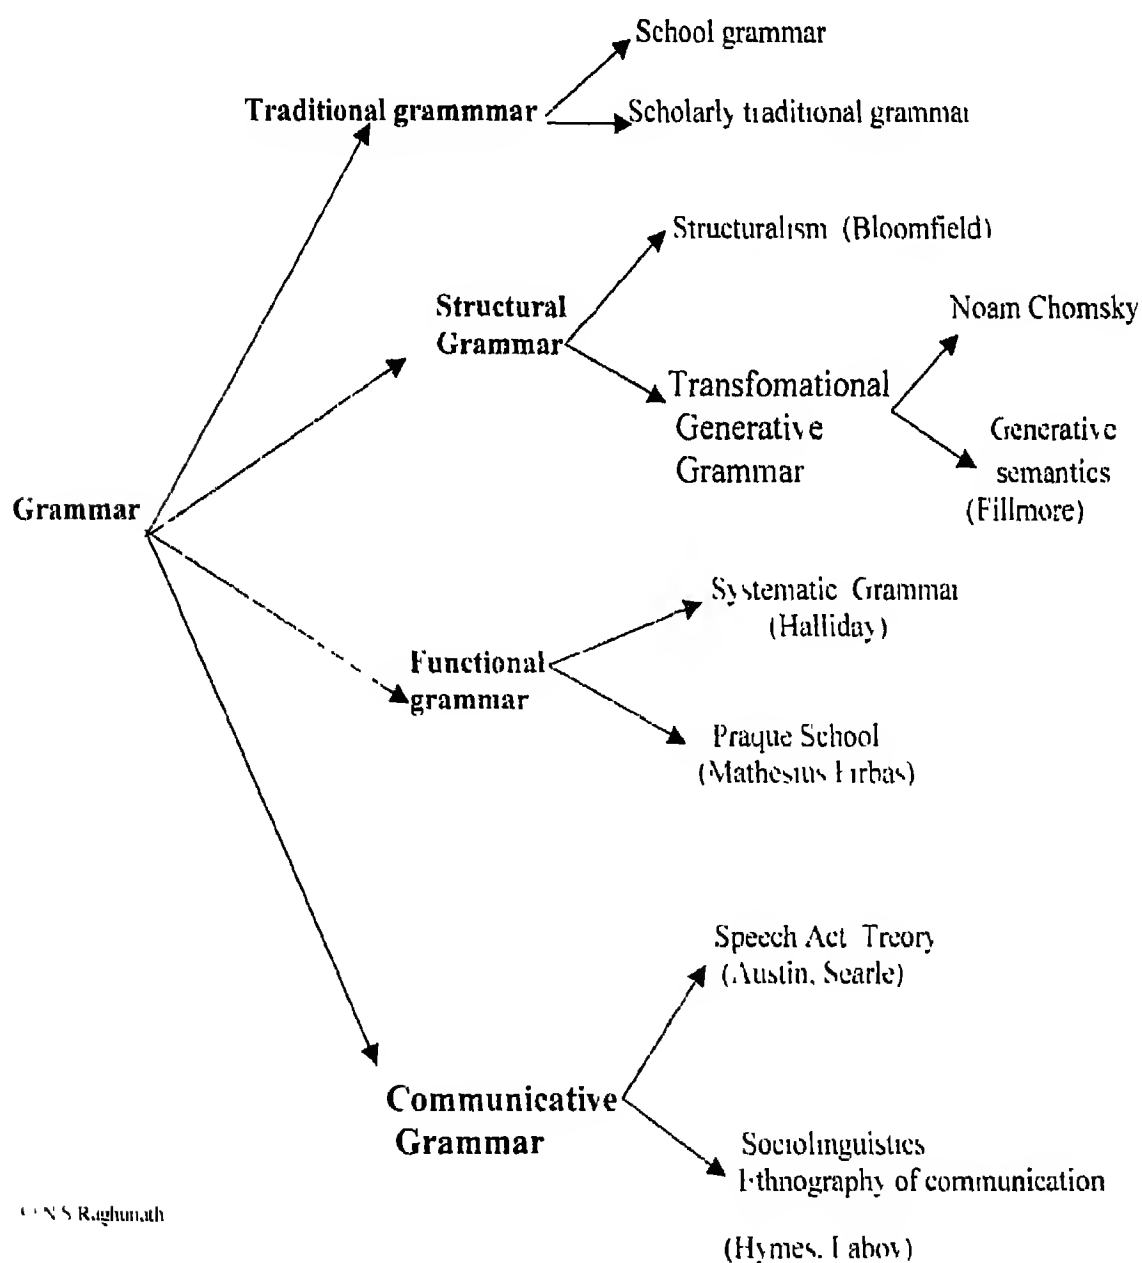 School grammar
Traditional grammmar
Scholarly traditional grammar
Structuralism (Bloomfield)
Structural
Grammar
Noam Chomsky
Transfomational
Generative
Grammar
Generative
semantics
(Fillmore)
Grammar
Systematic Grammar
(Halliday)
Functional
grammar
Praque School
(Mathesius Firbas)
Speech Act Treory
(Austin, Searle)
Communicative
Grammar
Sociolinguistics
Ethnography of communication
N S Raghunath
(Hymes, Labov)